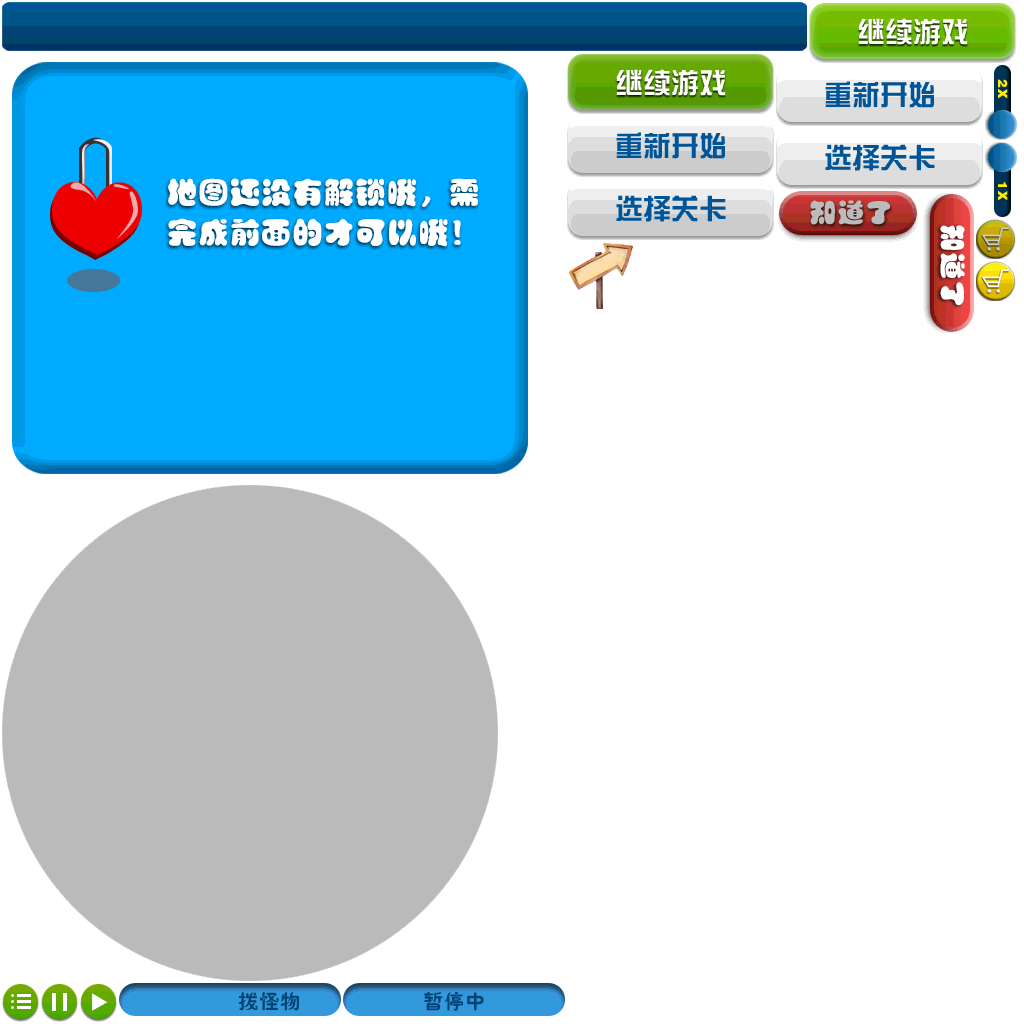 继续游戏
继续游戏
重新开始
2X
重新开始
选择关卡
1X
地图还没有解锁哦，需
完成前面的才可以哦！
选择关卡
知道了
知道了
拨怪物
暂停中